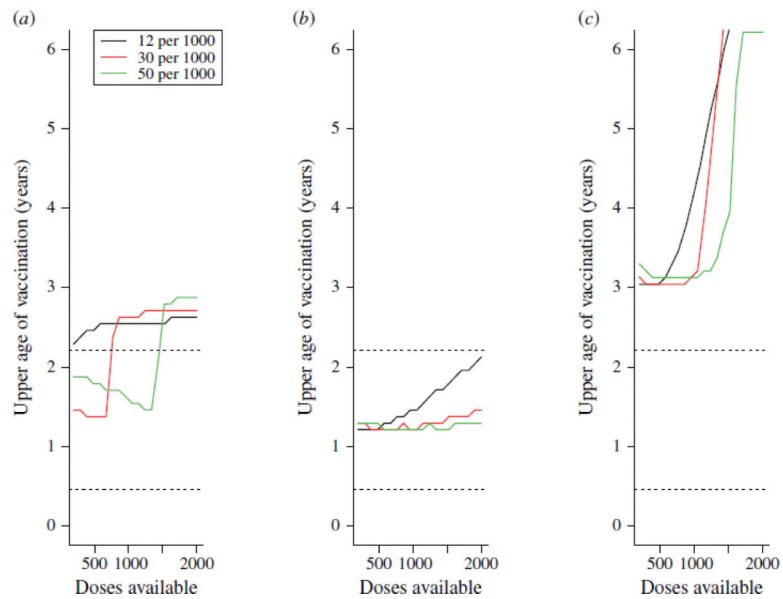 (a)
12 per 1000
30 per 1000
50 per 1000
Upper age of vaccination (years)
6
5
4
3
2
1
0
500 1000 2000
Doses available
(b)
Upper age of vaccination (years)
6
5
4
3
2
1
0
500 1000 2000
Doses available
(c)
Upper age of vaccination (years)
6
5
4
3
2
1
0
500 1000 2000
Doses available